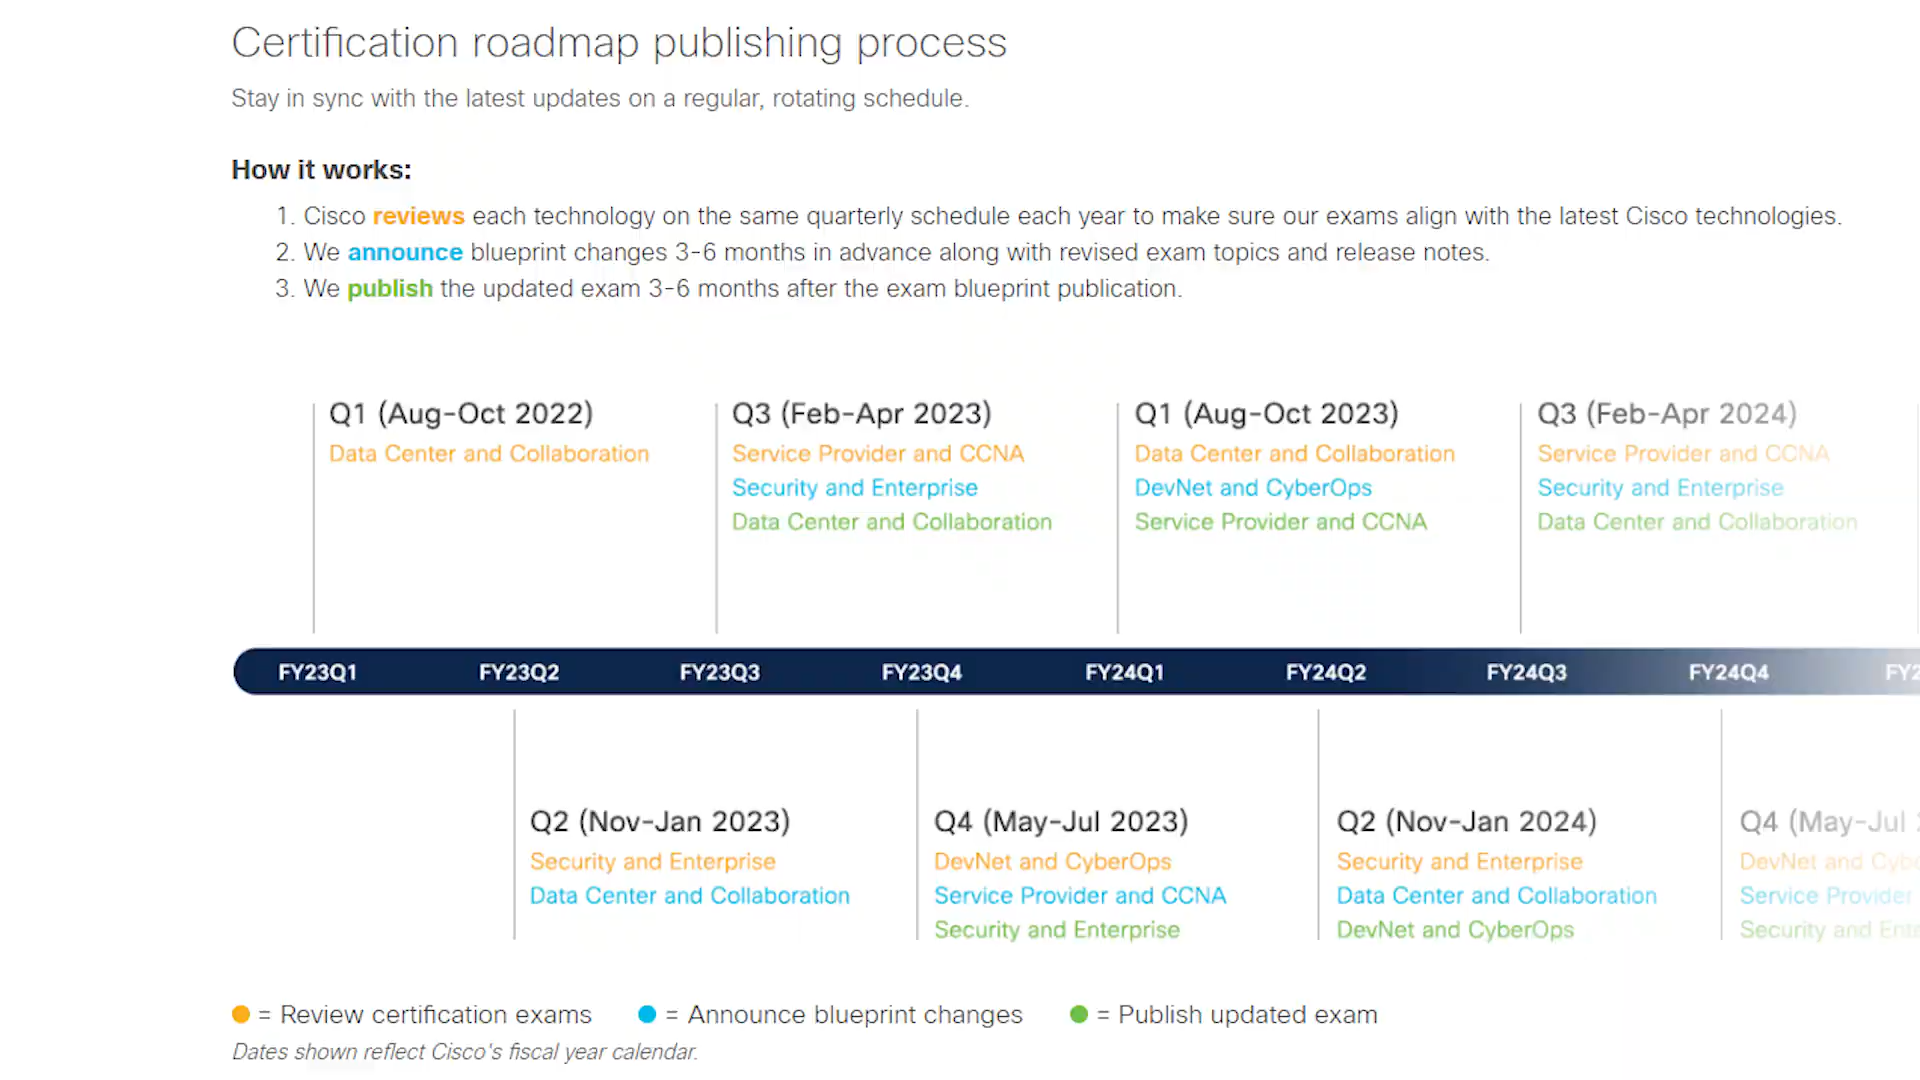 Certification roadmap publishing process
Stay in sync with the latest updates on a regular, rotating schedule.
How it works:
1. Cisco reviews each technology on the same quarterly schedule each year to make sure our exams align with the latest Cisco technologies.
2. We announce blueprint changes 3-6 months in advance along with revised exam topics and release notes.
3. We publish the updated exam 3-6 months after the exam blueprint publication.
Q1 (Aug-Oct 2022)
Data Center and Collaboration
Q3 (Feb-Apr 2023)
Service Provider and CCNA
Security and Enterprise
Data Center and Collaboration
Q1 (Aug-Oct 2023)
Data Center and Collaboration
DevNet and CyberOps
Service Provider and CCNA
Q3 (Feb-Apr 2024)
Service Provider and CCNA
Security and Enterprise
Data Center and Collaboration
FY23Q1 FY23Q2 FY23Q3 FY23Q4 FY24Q1 FY24Q2 FY24Q3 FY24Q4
Q2 (Nov-Jan 2023)
Security and Enterprise
Data Center and Collaboration
Q4 (May-Jul 2023)
DevNet and CyberOps
Service Provider and CCNA
Security and Enterprise
Q2 (Nov-Jan 2024)
Security and Enterprise
Data Center and Collaboration
DevNet and CyberOps
Q4 (May-Jul
DevNet and
Service Provider
Security and
= Review certification exams = Announce blueprint changes = Publish updated exam
Dates shown reflect Cisco's fiscal year calendar.